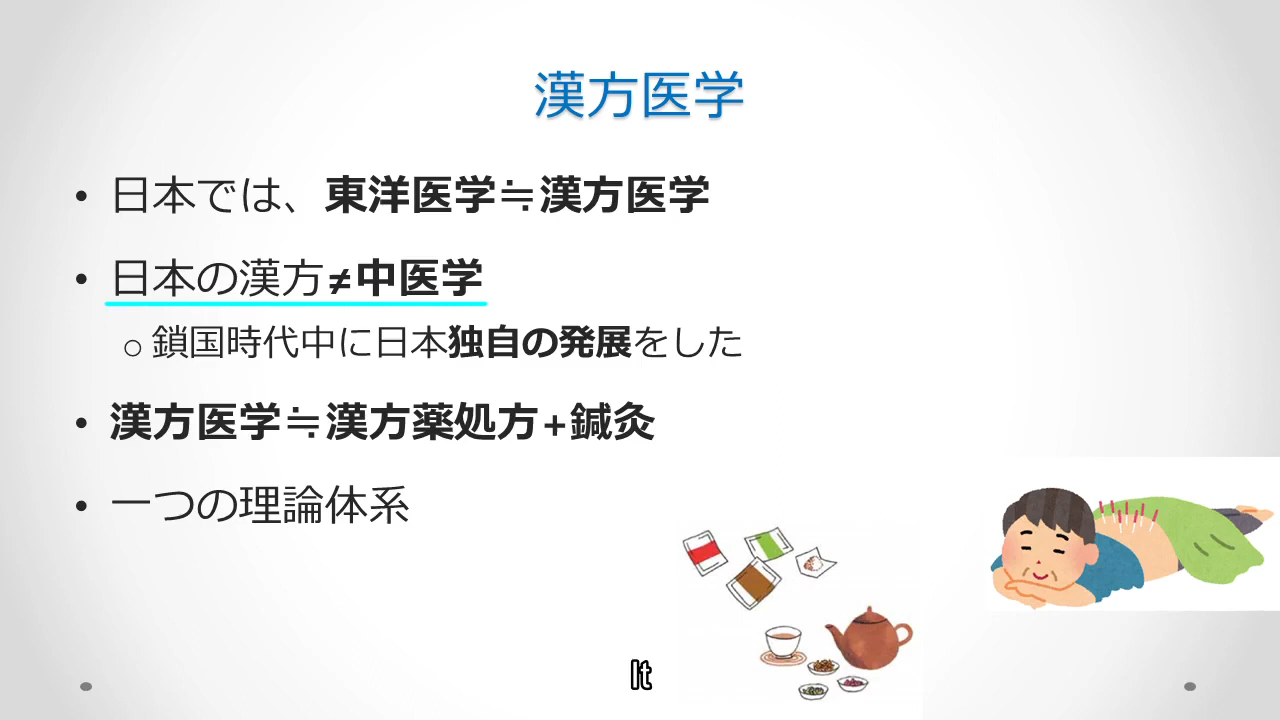 漢方医学
• 日本では、東洋医学≒漢方医学
• 日本の漢方≠中医学
○ 鎖国時代中に日本独自の発展をした
• 漢方医学≒漢方薬処方+鍼灸
• 一つの理論体系
It